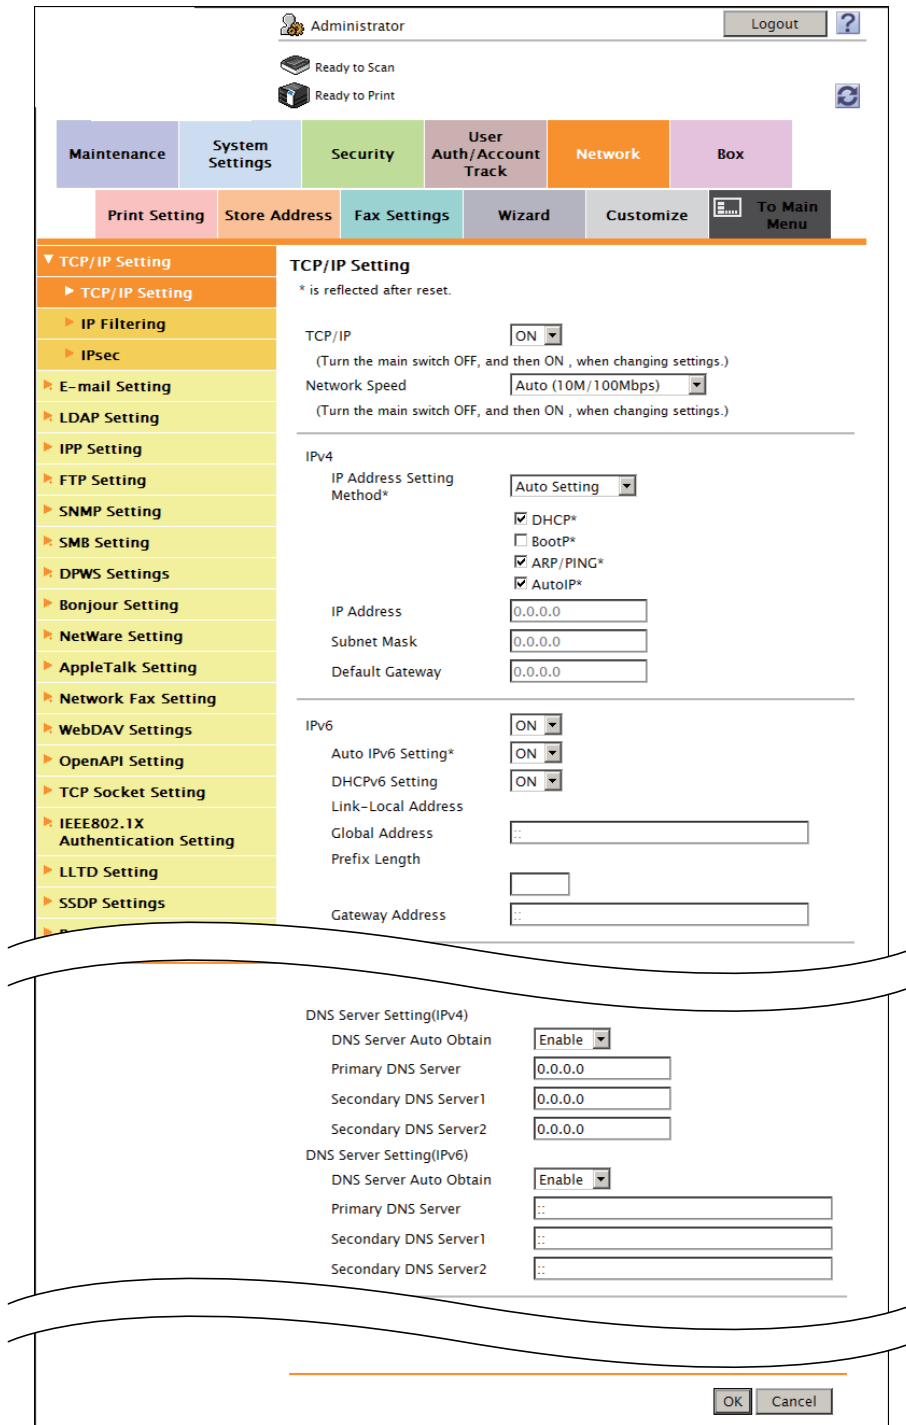 Administrator
Logout
?
Ready to Scan
Ready to Print
Maintenance
System
Settings
Security
User
Auth/Account
Track
Network
Box
Print Setting
Store Address
Fax Settings
Wizard
Customize
To Main
Menu
TCP/IP Setting
TCP/IP Setting
IP Filtering
IPsec
E-mail Setting
LDAP Setting
IPP Setting
FTP Setting
SNMP Setting
SMB Setting
DPWS Settings
Bonjour Setting
NetWare Setting
AppleTalk Setting
Network Fax Setting
WebDAV Settings
OpenAPI Setting
TCP Socket Setting
IEEE802.1X
Authentication Setting
LLTD Setting
SSDP Settings
TCP/IP Setting
* is reflected after reset.
TCP/IP ON
(Turn the main switch OFF, and then ON , when changing settings.)
Network Speed Auto (10M/100Mbps)
(Turn the main switch OFF, and then ON , when changing settings.)
IPv4
IP Address Setting
Method*
Auto Setting
DHCP*
BootP*
ARP/PING*
AutoIP*
IP Address 0.0.0.0
Subnet Mask 0.0.0.0
Default Gateway 0.0.0.0
IPv6 ON
Auto IPv6 Setting* ON
DHCPv6 Setting ON
Link-Local Address
Global Address ::
Prefix Length
Gateway Address ::
DNS Server Setting(IPv4)
DNS Server Auto Obtain Enable
Primary DNS Server 0.0.0.0
Secondary DNS Server1 0.0.0.0
Secondary DNS Server2 0.0.0.0
DNS Server Setting(IPv6)
DNS Server Auto Obtain Enable
Primary DNS Server ::
Secondary DNS Server1 ::
Secondary DNS Server2 ::
OK Cancel